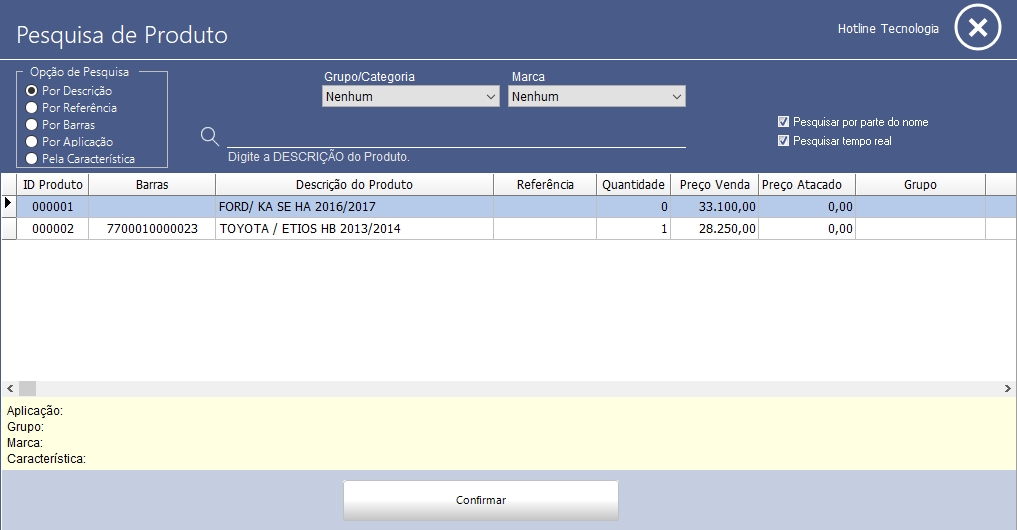 Pesquisa de Produto
Hotline Tecnologia
Opção de Pesquisa
Por Descrição
Por Referência
Por Barras
Por Aplicação
Pela Característica
Grupo/Categoria Marca
Nenhum Nenhum
Digite a DESCRIÇÃO do Produto.
Pesquisar por parte do nome
Pesquisar tempo real
ID Produto Barras Descrição do Produto Referência Quantidade Preço Venda Preço Atacado Grupo
000001 FORD/ KA SE HA 2016/2017 0 33.100,00 0,00
000002 7700010000023 TOYOTA / ETIOS HB 2013/2014 1 28.250,00 0,00
Aplicação:
Grupo:
Marca:
Característica:
Confirmar